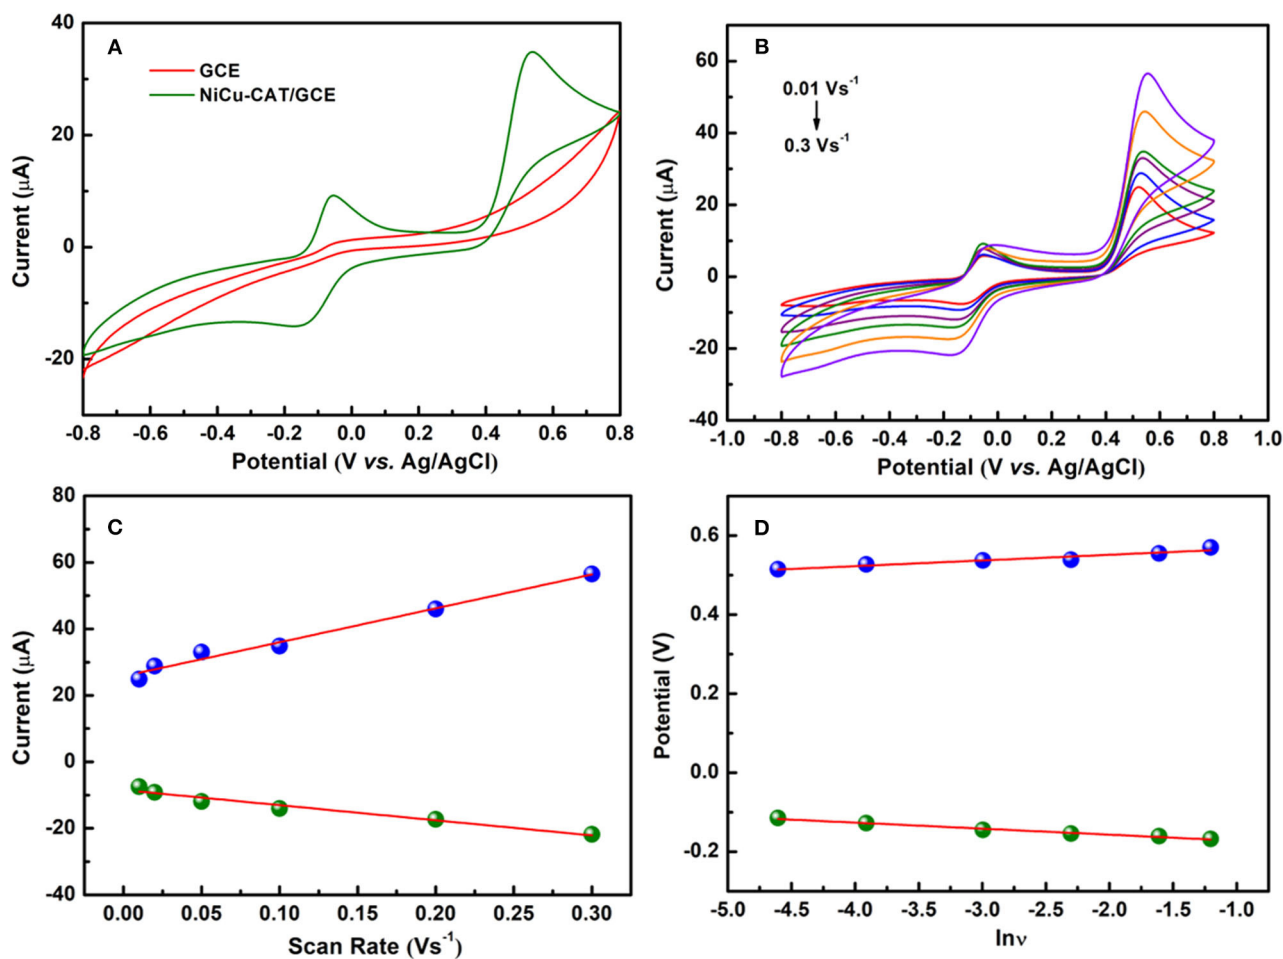 A
GCE
NiCu-CAT/GCE
40
20
0
-20
Current (μA)
-0.8 -0.6 -0.4 -0.2 0.0 0.2 0.4 0.6 0.8
Potential (V vs. Ag/AgCl)
B
0.01 Vs-1
0.3 Vs-1
60
40
20
0
-20
-40
Current (μA)
-1.0 -0.8 -0.6 -0.4 -0.2 0.0 0.2 0.4 0.6 0.8 1.0
Potential (V vs. Ag/AgCl)
C
80
60
40
20
0
-20
-40
Current (μA)
0.00 0.05 0.10 0.15 0.20 0.25 0.30
Scan Rate (Vs-1)
D
0.6
0.4
0.2
0.0
-0.2
Potential (V)
-5.0 -4.5 -4.0 -3.5 -3.0 -2.5 -2.0 -1.5 -1.0
lnν